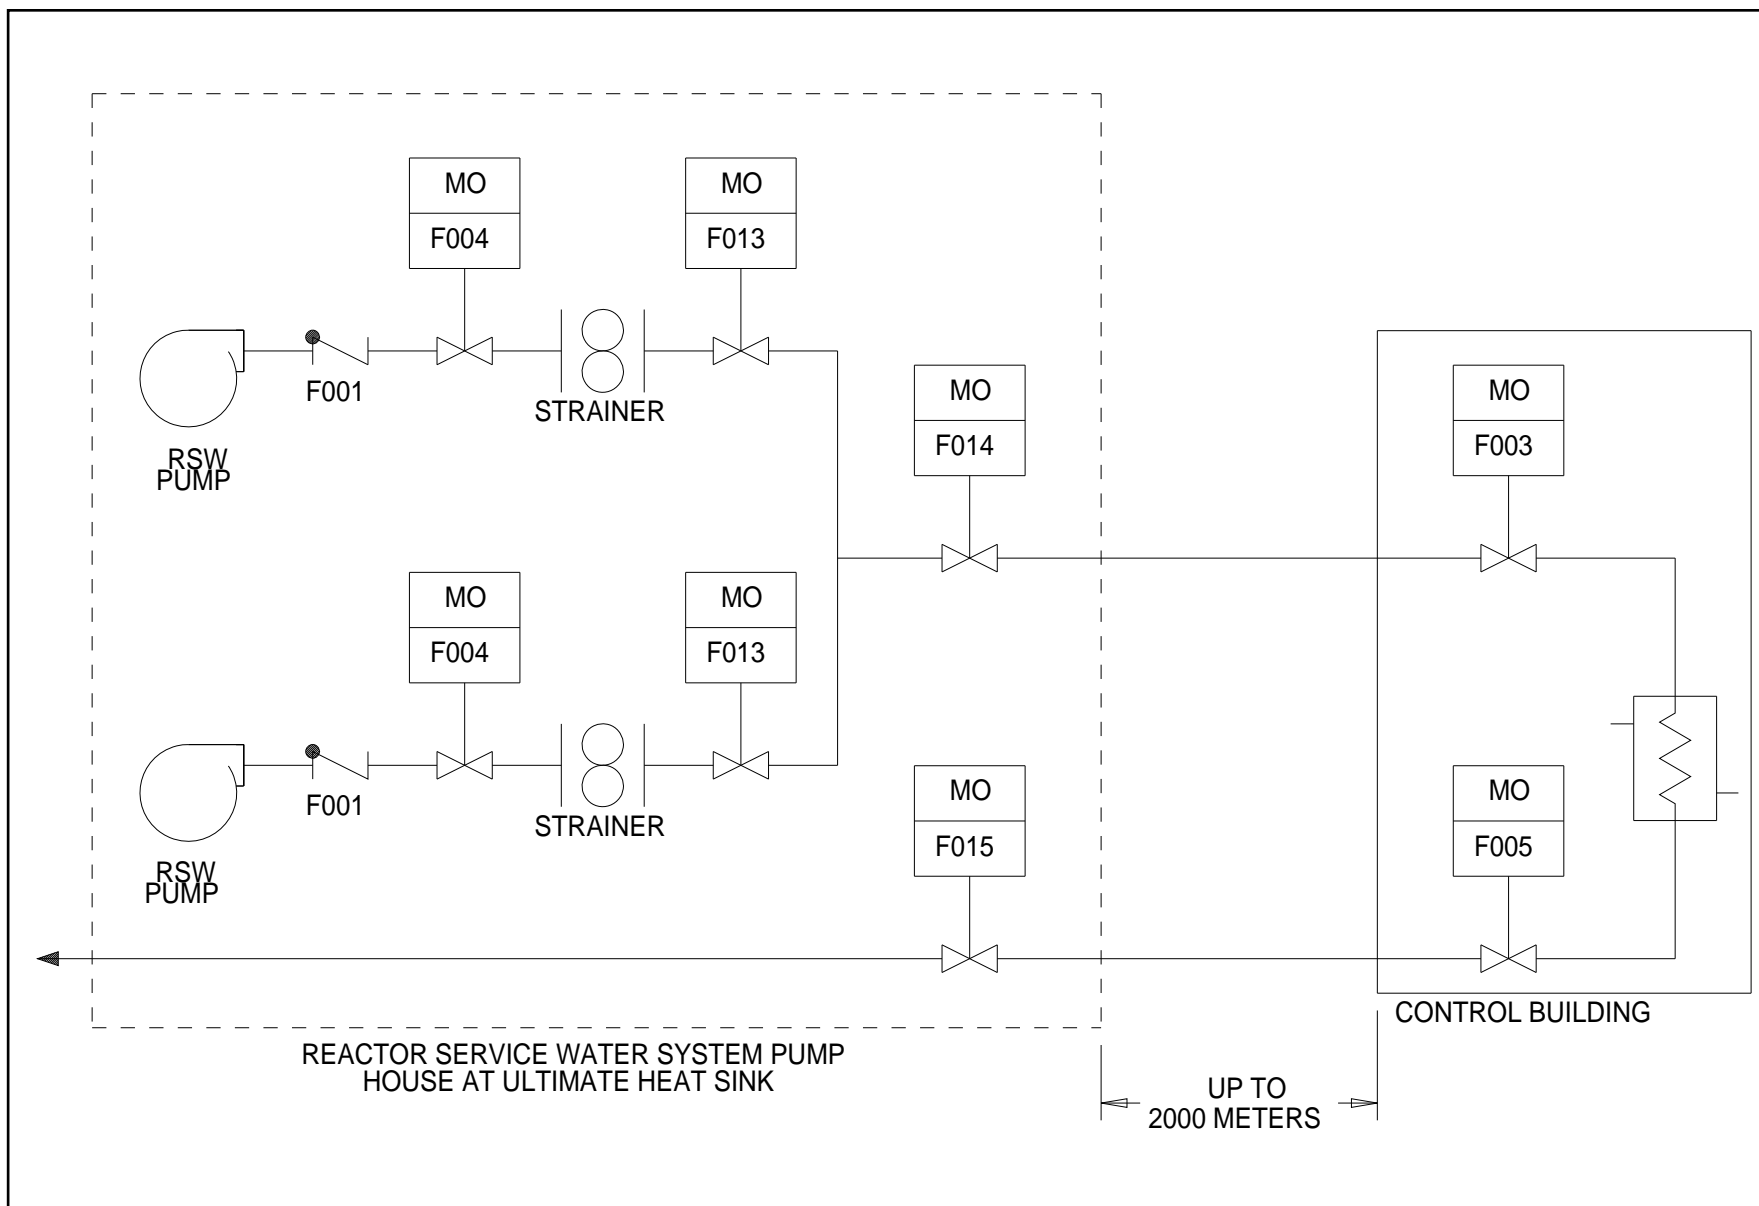 MO
F004
MO
F013
F001
STRAINER
RSW
PUMP
MO
F014
MO
F003
MO
F004
MO
F013
F001
STRAINER
RSW
PUMP
MO
F015
MO
F005
CONTROL BUILDING
REACTOR SERVICE WATER SYSTEM PUMP
HOUSE AT ULTIMATE HEAT SINK
UP TO
2000 METERS